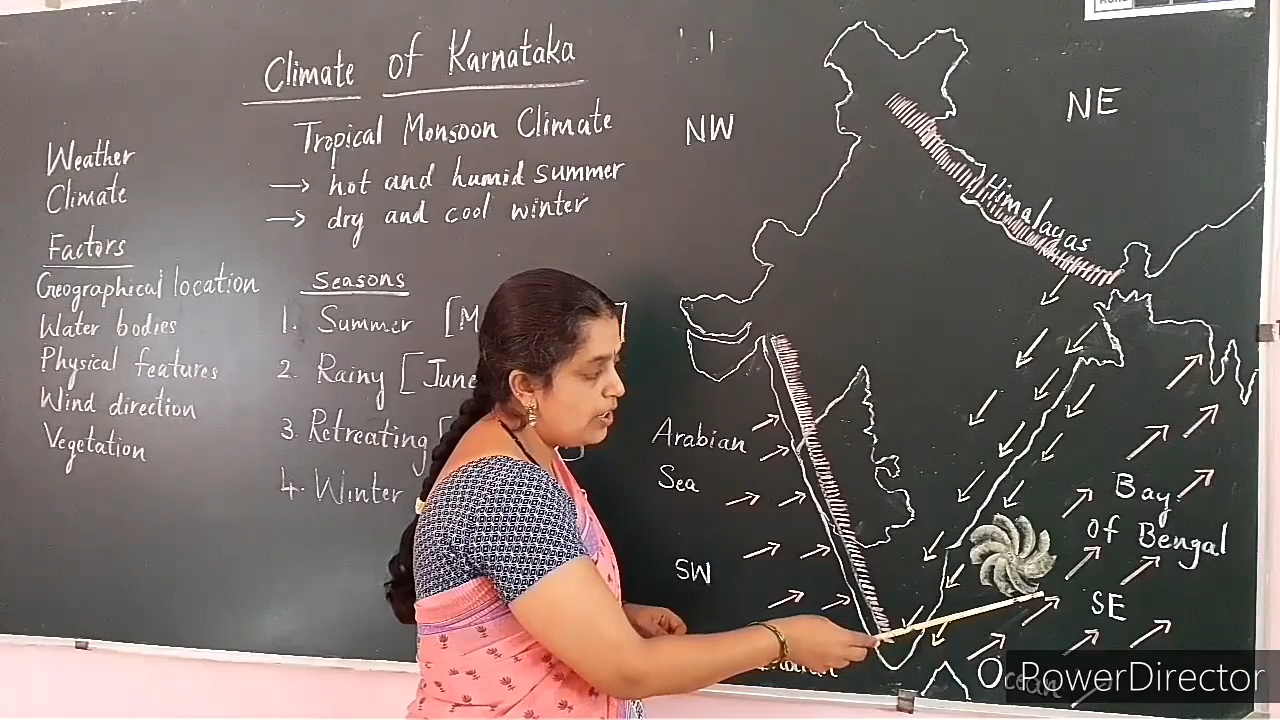 Climate of Karnataka
Tropical Monsoon Climate
→ hot and humid summer
→ dry and cool winter
Weather
Climate
Factors
Geographical location
Water bodies
Physical features
Wind direction
Vegetation
Seasons
1. Summer [M
2. Rainy [June
3. Retreating [
4. Winter
NW
NE
Himalayas
Arabian
Sea
SW
Bay
Of Bengal
SE
Ocean
PowerDirector